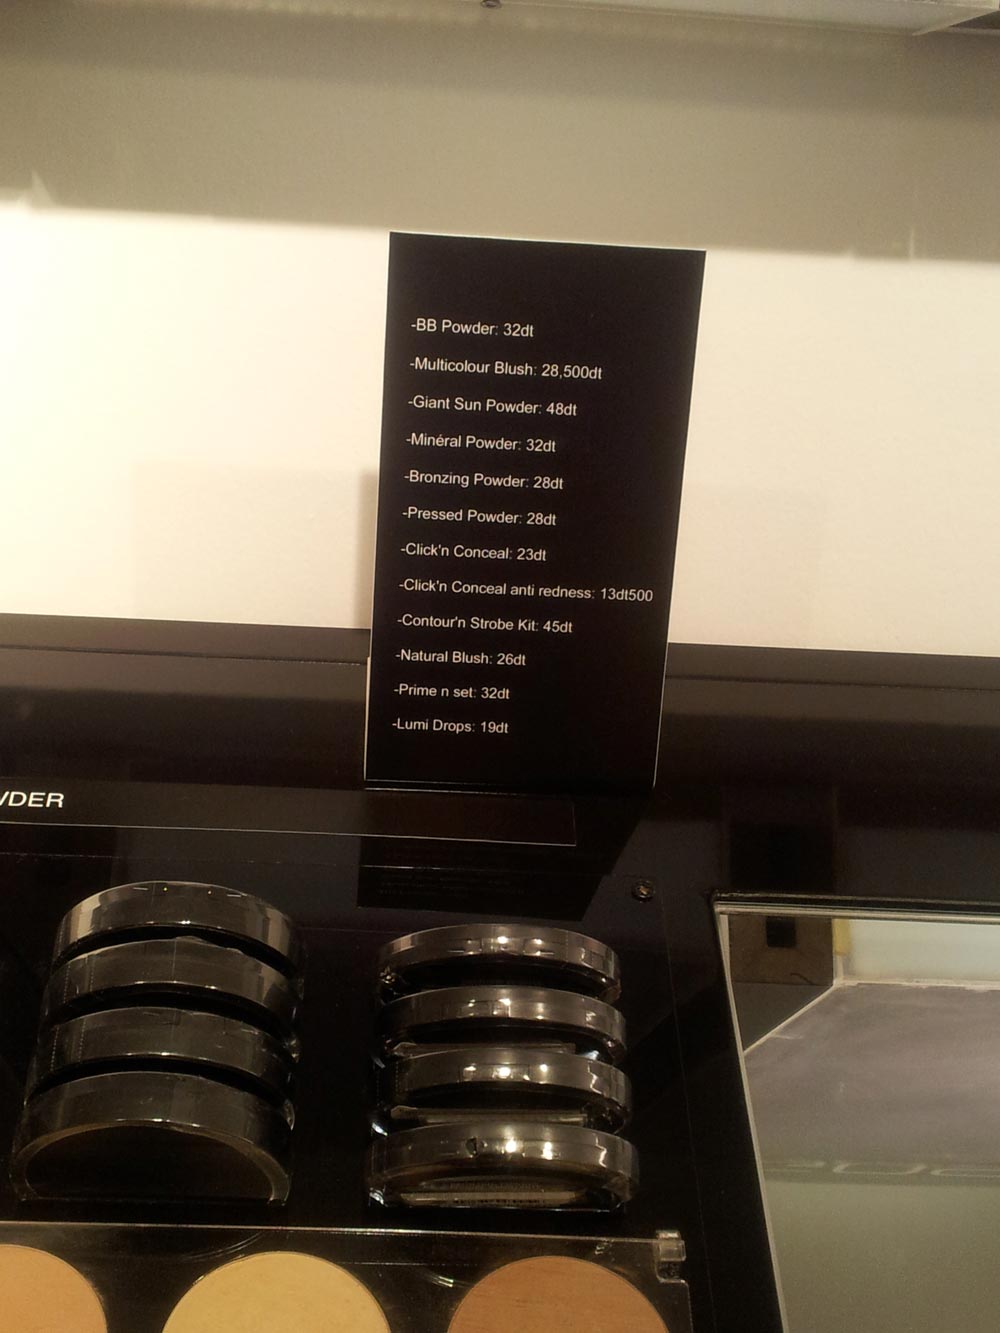 -BB Powder: 32dt
-Multicolour Blush: 28,500dt
-Giant Sun Powder: 48dt
-Minéral Powder: 32dt
-Bronzing Powder: 28dt
-Pressed Powder: 28dt
-Click'n Conceal: 23dt
-Click'n Conceal anti redness: 13dt500
-Contour'n Strobe Kit: 45dt
-Natural Blush: 26dt
-Prime n set: 32dt
-Lumi Drops: 19dt